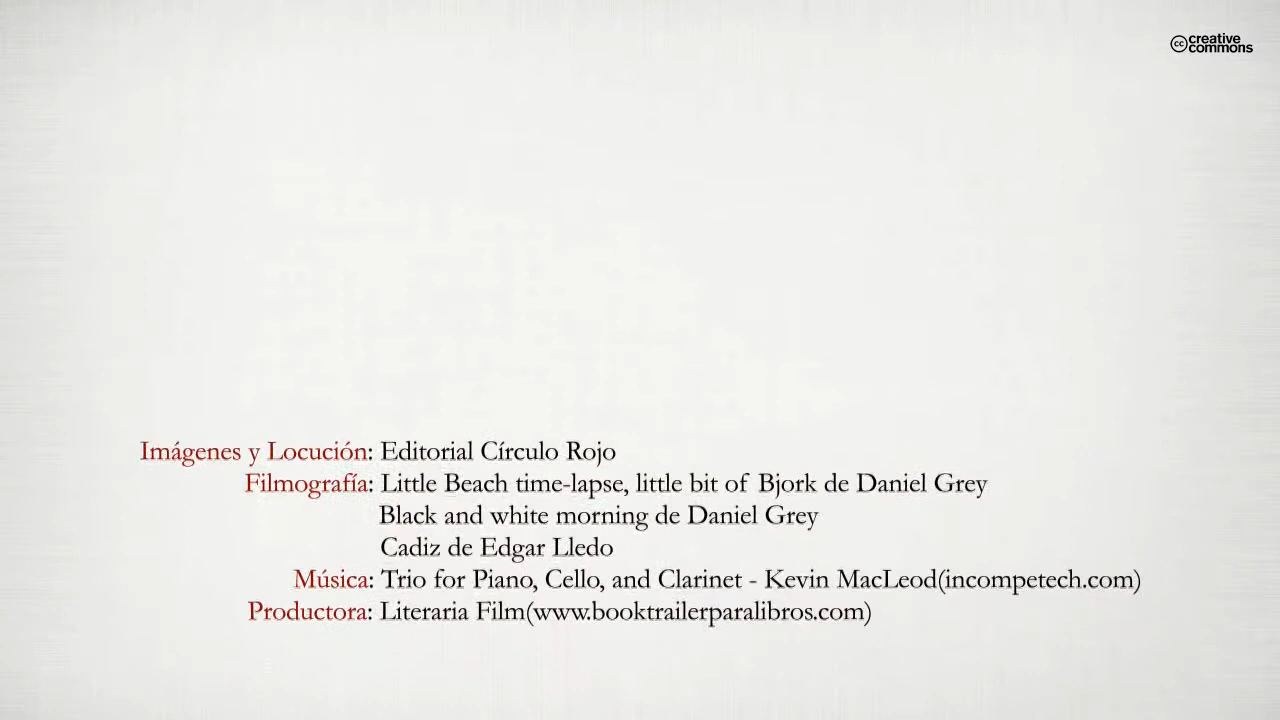 cc creative
commons
Imágenes y Locución: Editorial Círculo Rojo
Filmografía: Little Beach time-lapse, little bit of Bjork de Daniel Grey
Black and white morning de Daniel Grey
Cadiz de Edgar Lledo
Música: Trio for Piano, Cello, and Clarinet - Kevin MacLeod(incompetech.com)
Productora: Literaria Film(www.booktrailerparalibros.com)